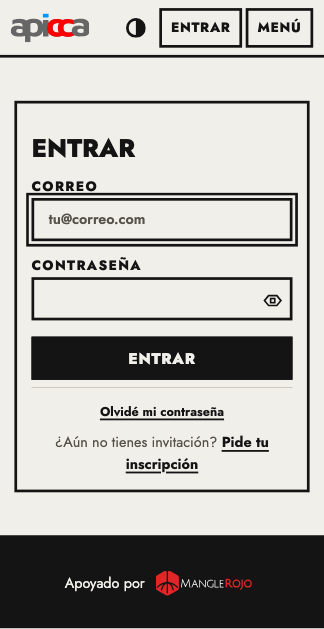 apicca
ENTRAR
MENÚ
ENTRAR
CORREO
tu@correo.com
CONTRASEÑA
ENTRAR
Olvidé mi contraseña
¿Aún no tienes invitación? Pide tu
inscripción
Apoyado por MANGLEROJO